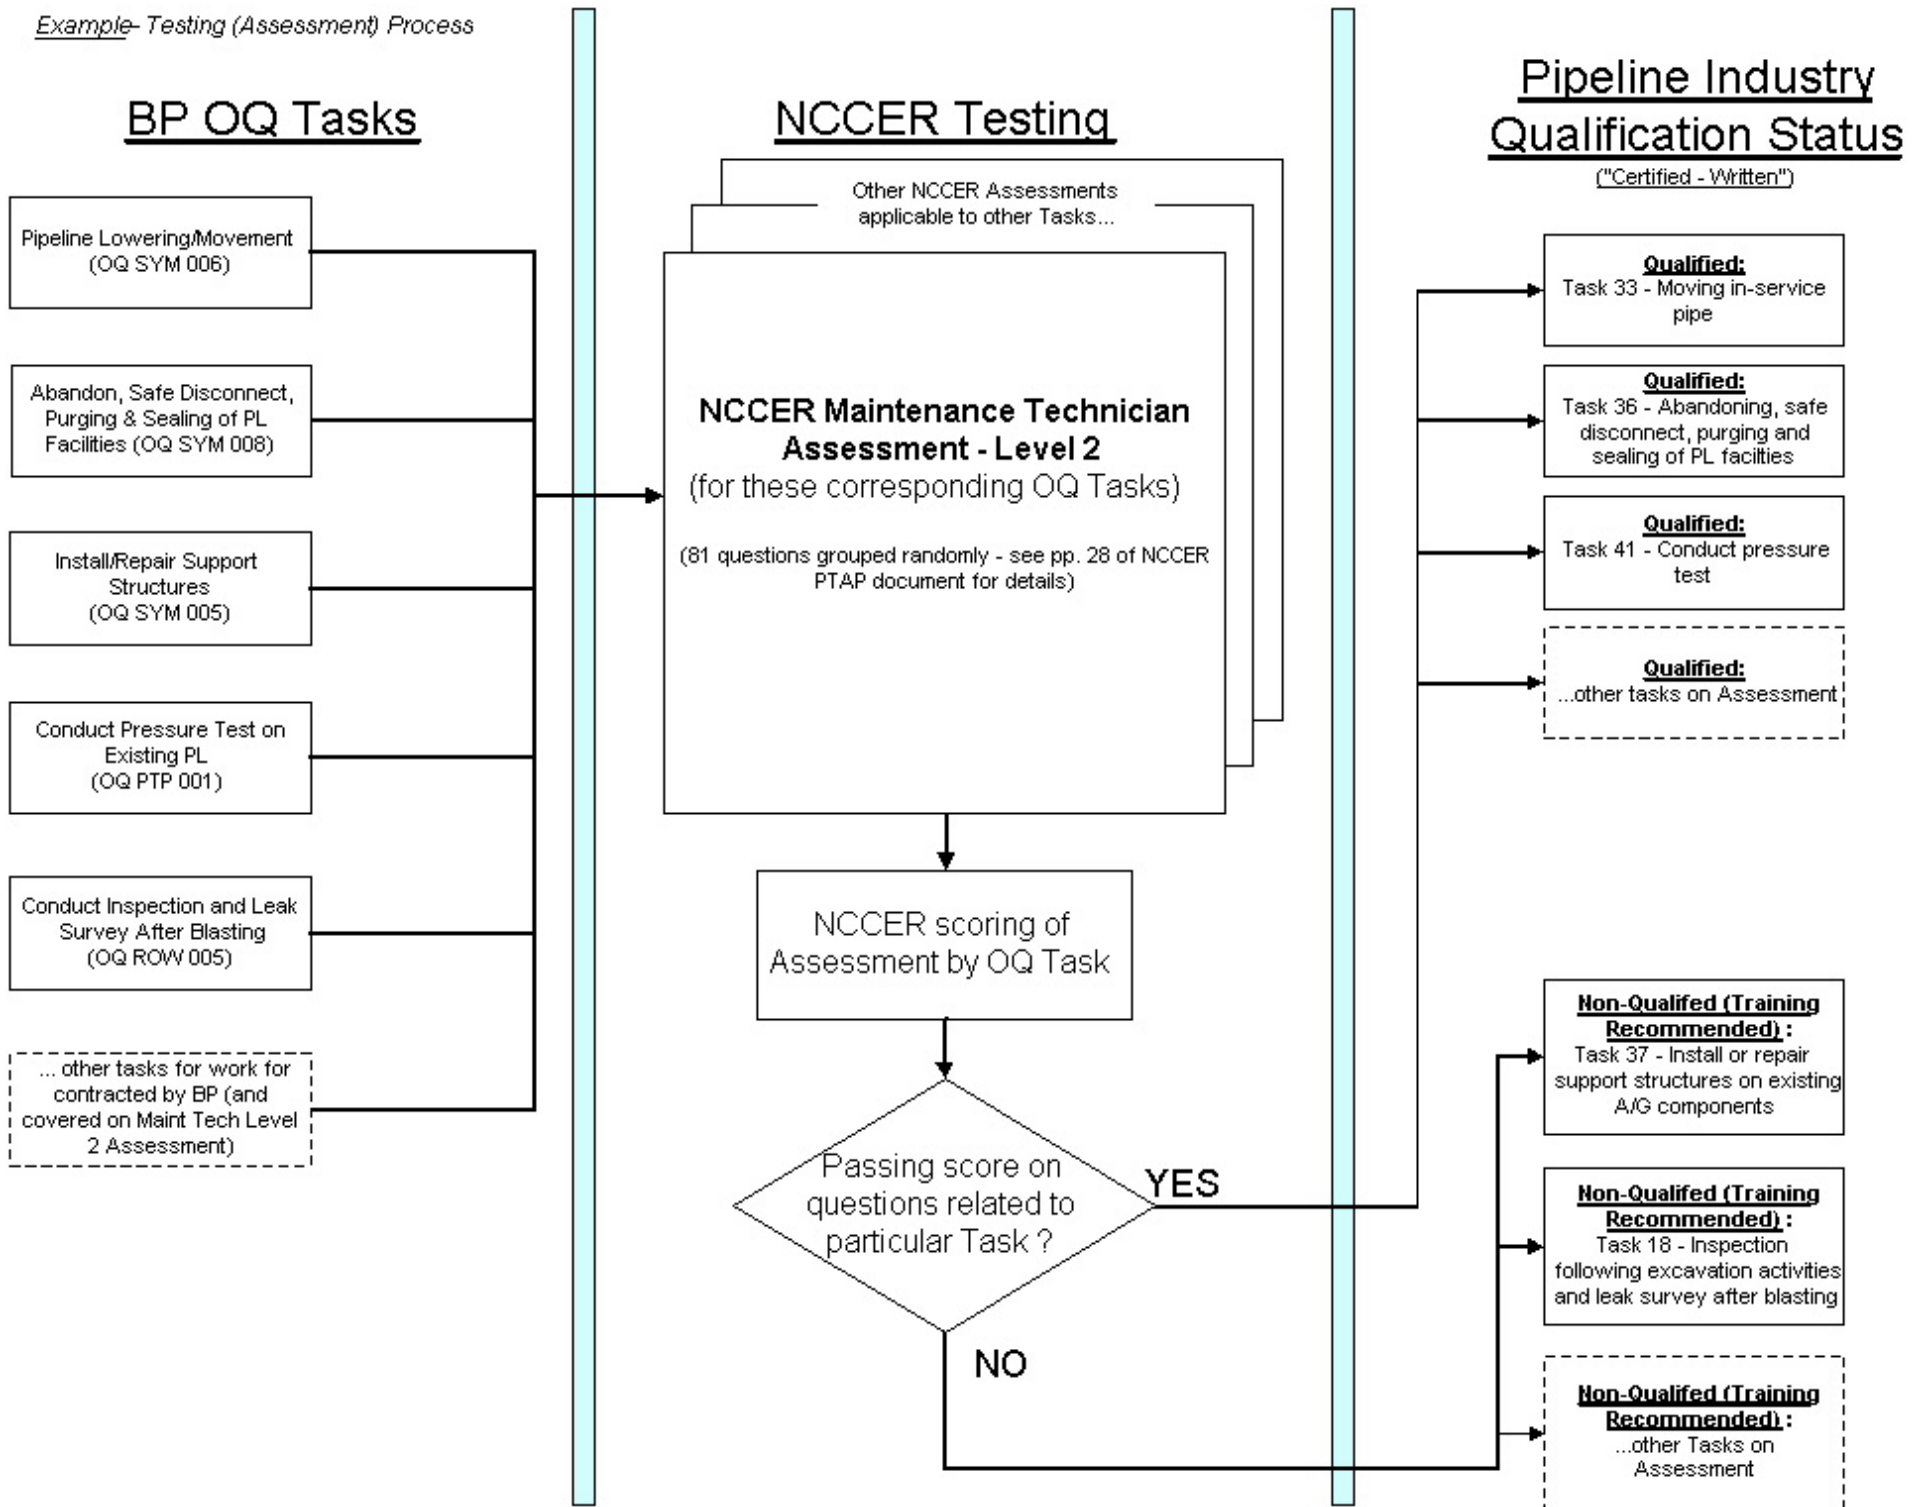 Example- Testing (Assessment) Process
BP OQ Tasks
Pipeline Lowering/Movement
(OQ SYM 006)
Abandon, Safe Disconnect,
Purging & Sealing of PL
Facilities (OQ SYM 008)
Install/Repair Support
Structures
(OQ SYM 005)
Conduct Pressure Test on
Existing PL
(OQ PTP 001)
Conduct Inspection and Leak
Survey After Blasting
(OQ ROW 005)
... other tasks for work for
contracted by BP (and
covered on Maint Tech Level
2 Assessment)
NCCER Testing
Other NCCER Assessments
applicable to other Tasks...
NCCER Maintenance Technician
Assessment - Level 2
(for these corresponding OQ Tasks)
(81 questions grouped randomly - see pp. 28 of NCCER
PTAP document for details)
NCCER scoring of
Assessment by OQ Task
Passing score on
questions related to
particular Task ?
YES
NO
Pipeline Industry
Qualification Status
("Certified - Written")
Qualified:
Task 33 - Moving in-service
pipe
Qualified:
Task 36 - Abandoning, safe
disconnect, purging and
sealing of PL facilties
Qualified:
Task 41 - Conduct pressure
test
Qualified:
...other tasks on Assessment
Non-Qualifed (Training
Recommended) :
Task 37 - Install or repair
support structures on existing
A/G components
Non-Qualifed (Training
Recommended) :
Task 18 - Inspection
following excavation activities
and leak survey after blasting
Non-Qualifed (Training
Recommended) :
...other Tasks on
Assessment